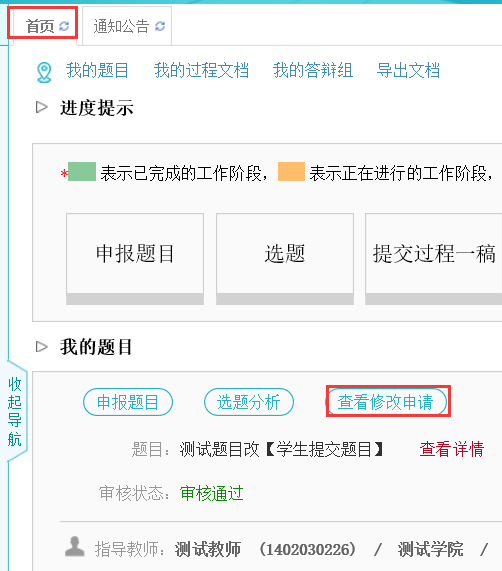 首页 通知公告
我的题目 我的过程文档 我的答辩组 导出文档
进度提示
* 表示已完成的工作阶段， 表示正在进行的工作阶段，
申报题目 选题 提交过程一稿
我的题目
收起导航
申报题目 选题分析 查看修改申请
题目： 测试题目改【学生提交题目】 查看详情
审核状态： 审核通过
指导教师： 测试教师 (1402030226) / 测试学院 /